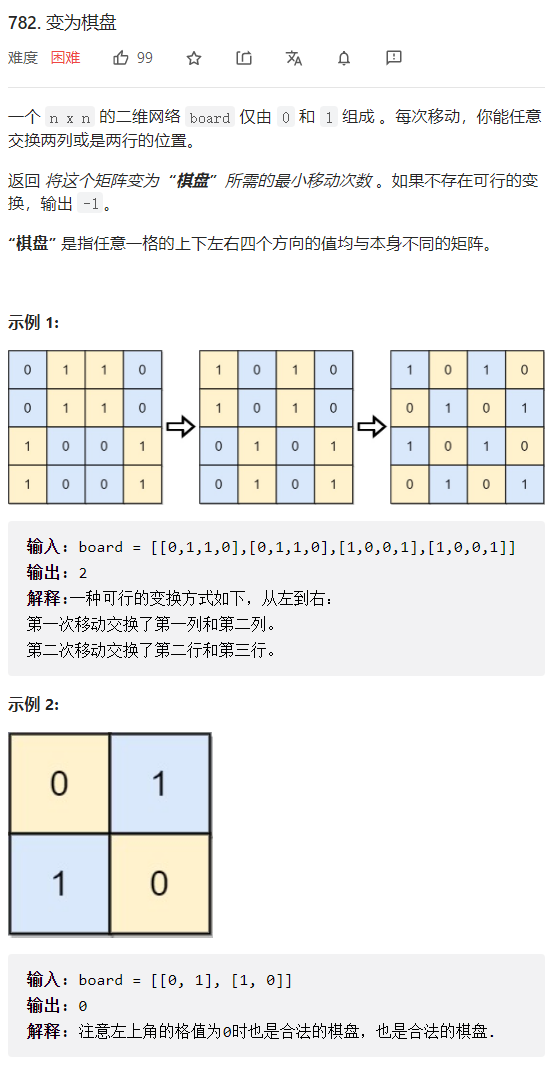 782. 变为棋盘
难度 困难 99
一个 n x n 的二维网络 board 仅由 0 和 1 组成 。每次移动，你能任意
交换两列或是两行的位置。
返回 将这个矩阵变为 “棋盘” 所需的最小移动次数 。如果不存在可行的变
换，输出 -1。
“棋盘” 是指任意一格的上下左右四个方向的值均与本身不同的矩阵。
示例 1:
0 1 1 0 1 0 1 0 1 0 1 0
0 1 1 0 1 0 1 0 0 1 0 1
1 0 0 1 0 1 0 1 1 0 1 0
1 0 0 1 0 1 0 1 0 1 0 1
输入: board = [[0,1,1,0],[0,1,1,0],[1,0,0,1],[1,0,0,1]]
输出: 2
解释:一种可行的变换方式如下，从左到右：
第一次移动交换了第一列和第二列。
第二次移动交换了第二行和第三行。
示例 2:
0 1
1 0
输入: board = [[0, 1], [1, 0]]
输出: 0
解释: 注意左上角的格值为0时也是合法的棋盘，也是合法的棋盘.